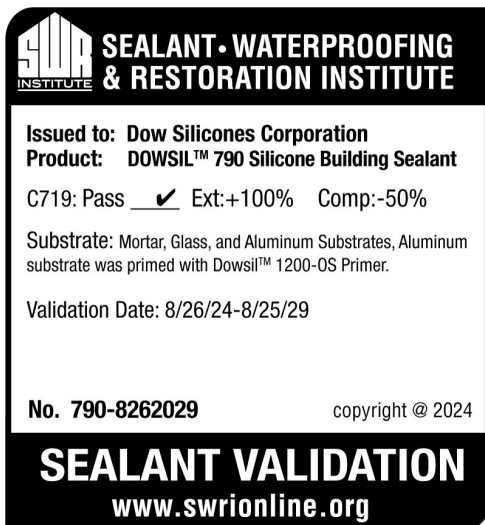 SWR
INSTITUTE
SEALANT • WATERPROOFING
& RESTORATION INSTITUTE
Issued to: Dow Silicones Corporation
Product: DOWSIL™ 790 Silicone Building Sealant
C719: Pass ✔ Ext:+100% Comp:-50%
Substrate: Mortar, Glass, and Aluminum Substrates, Aluminum
substrate was primed with Dowsil™ 1200-OS Primer.
Validation Date: 8/26/24-8/25/29
No. 790-8262029
copyright @ 2024
SEALANT VALIDATION
www.swrionline.org